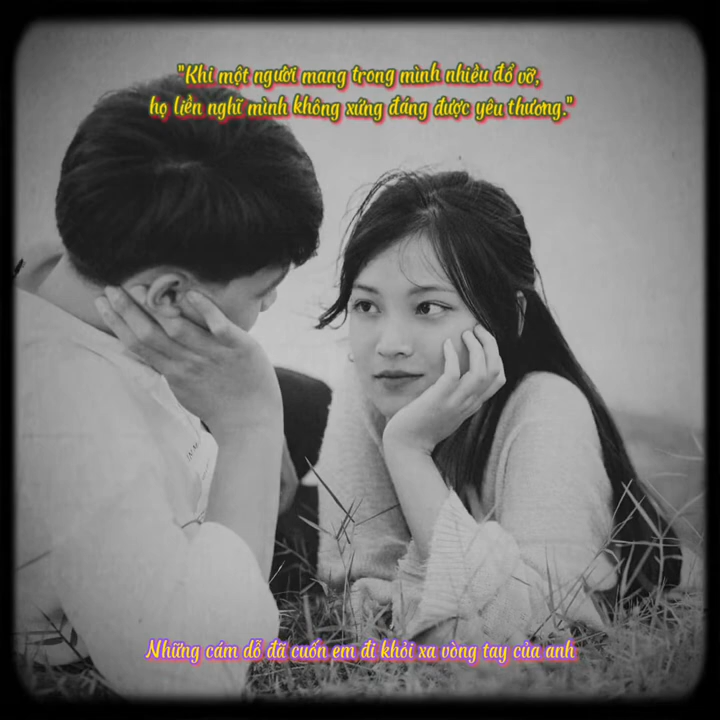 "Khi một người mang trong mình nhiều đổ vỡ,
họ liền nghĩ mình không xứng đáng được yêu thương."
Những cám dỗ đã cuốn em đi khỏi xa vòng tay của anh